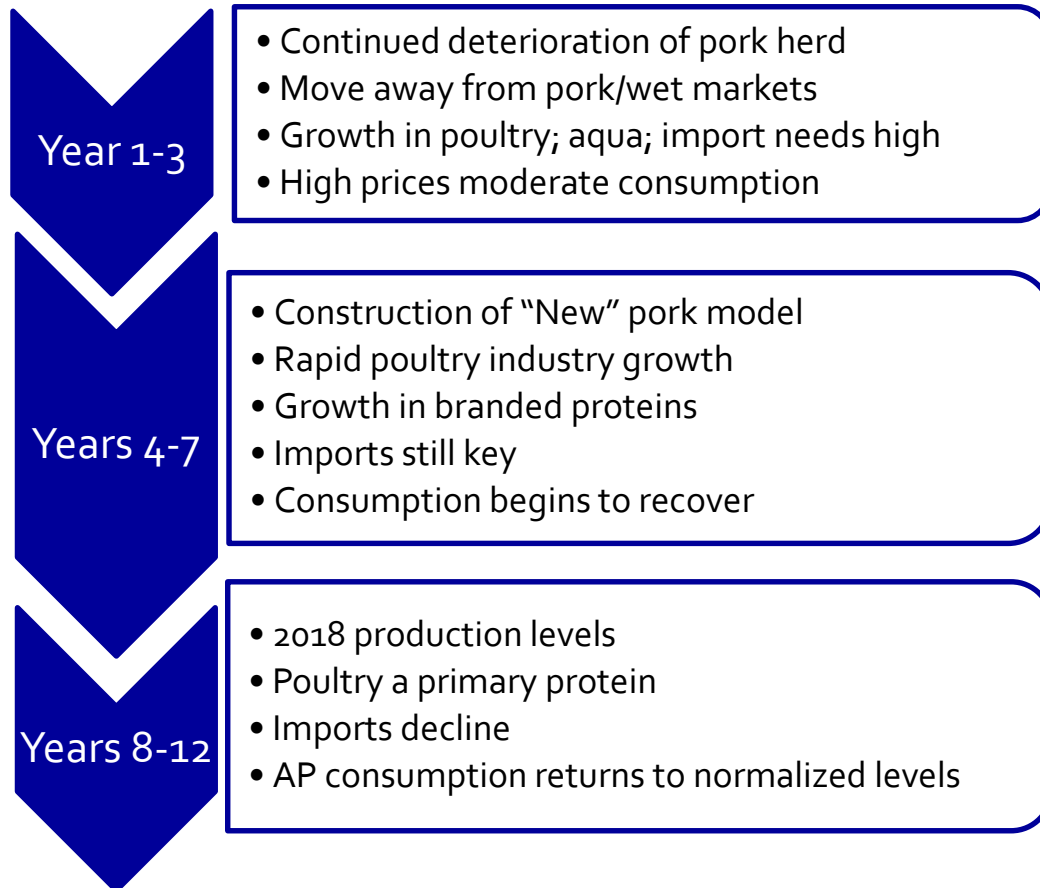 Year 1-3
• Continued deterioration of pork herd
• Move away from pork/wet markets
• Growth in poultry; aqua; import needs high
• High prices moderate consumption
Years 4-7
• Construction of “New” pork model
• Rapid poultry industry growth
• Growth in branded proteins
• Imports still key
• Consumption begins to recover
Years 8-12
• 2018 production levels
• Poultry a primary protein
• Imports decline
• AP consumption returns to normalized levels